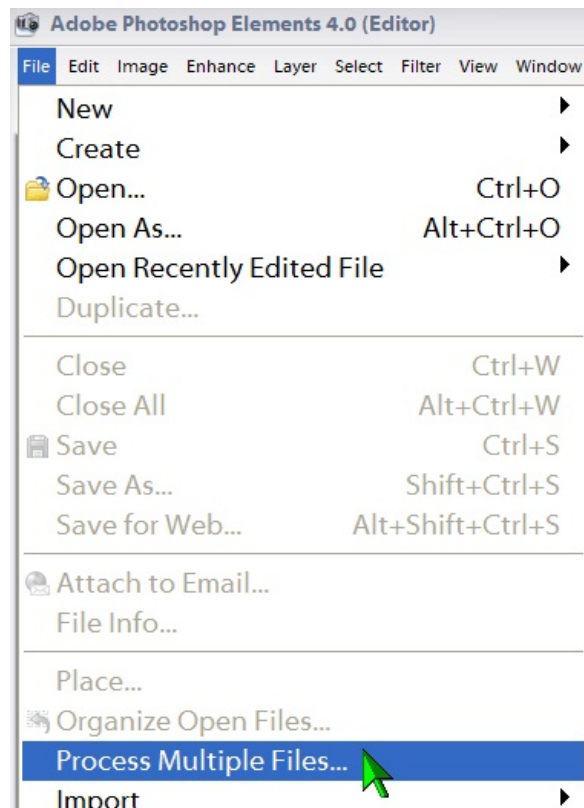 Adobe Photoshop Elements 4.0 (Editor)
File Edit Image Enhance Layer Select Filter View Window
New
Create
Open... Ctrl+O
Open As... Alt+Ctrl+O
Open Recently Edited File
Duplicate...
Close Ctrl+W
Close All Alt+Ctrl+W
Save Ctrl+S
Save As... Shift+Ctrl+S
Save for Web... Alt+Shift+Ctrl+S
Attach to Email...
File Info...
Place...
Organize Open Files...
Process Multiple Files...
Import